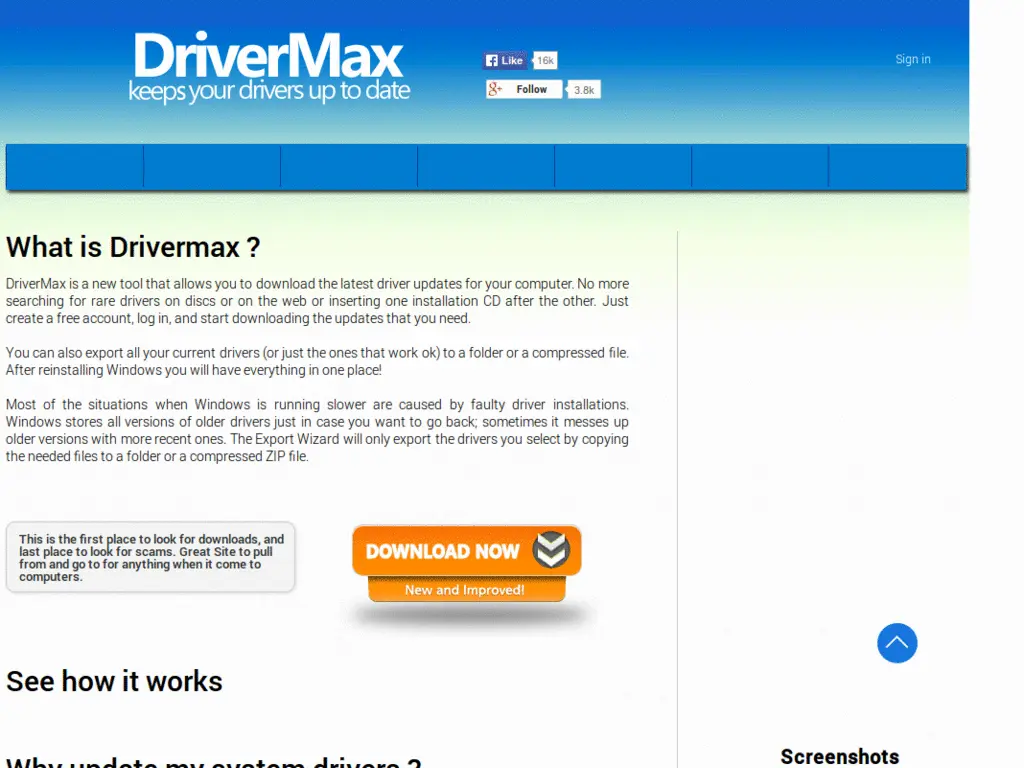 DriverMax
keeps your drivers up to date
Like
16k
Follow
3.8k
Sign in
What is Drivermax ?
DriverMax is a new tool that allows you to download the latest driver updates for your computer. No more
searching for rare drivers on discs or on the web or inserting one installation CD after the other. Just
create a free account, log in, and start downloading the updates that you need.
You can also export all your current drivers (or just the ones that work ok) to a folder or a compressed file.
After reinstalling Windows you will have everything in one place!
Most of the situations when Windows is running slower are caused by faulty driver installations.
Windows stores all versions of older drivers just in case you want to go back; sometimes it messes up
older versions with more recent ones. The Export Wizard will only export the drivers you select by copying
the needed files to a folder or a compressed ZIP file.
This is the first place to look for downloads, and
last place to look for scams. Great Site to pull
from and go to for anything when it come to
computers.
DOWNLOAD NOW
New and Improved!
See how it works
Screenshots
Why update my system drivers ?